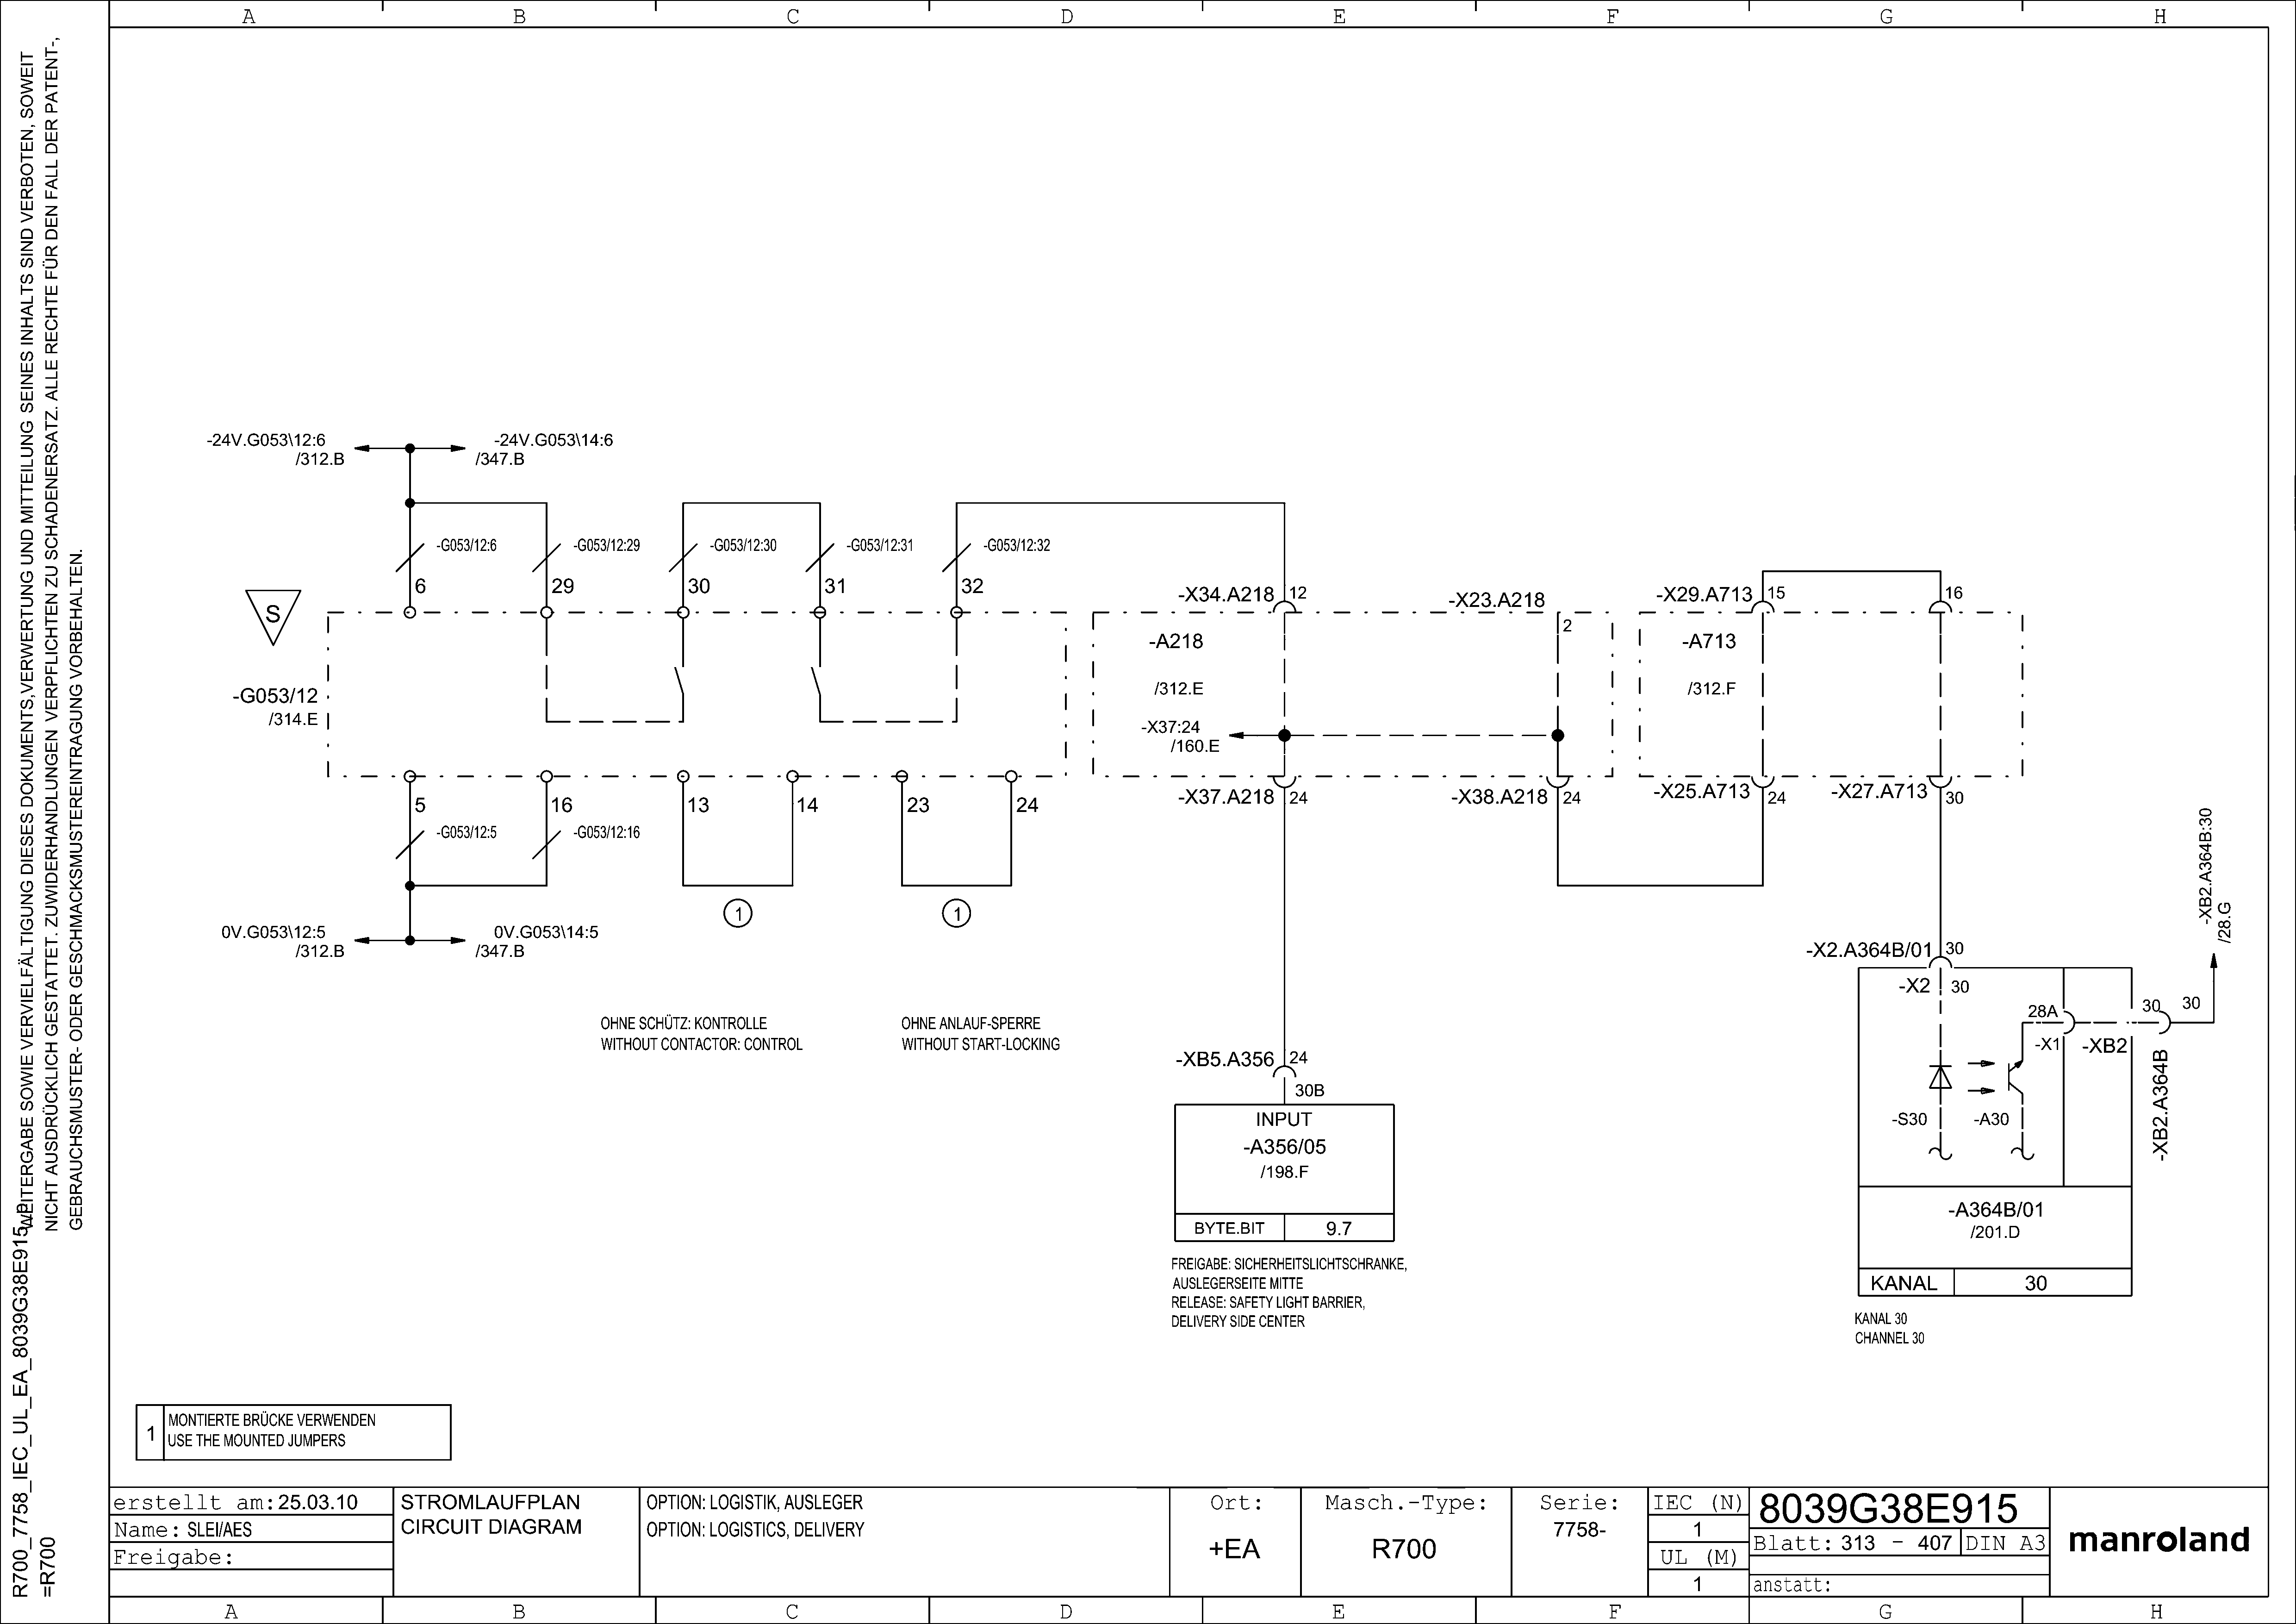 A B C D E F G H
WEITERGABE SOWIE VERVIELFÄLTIGUNG DIESES DOKUMENTS,VERWERTUNG UND MITTEILUNG SEINES INHALTS SIND VERBOTEN, SOWEIT
NICHT AUSDRÜCKLICH GESTATTET. ZUWIDERHANDLUNGEN VERPFLICHTEN ZU SCHADENERSATZ. ALLE RECHTE FÜR DEN FALL DER PATENT-,
GEBRAUCHSMUSTER- ODER GESCHMACKSMUSTEREINTRAGUNG VORBEHALTEN.
=R700
-24V.G053\12:6
/312.B
-24V.G053\14:6
/347.B
-G053/12:6 -G053/12:29 -G053/12:30 -G053/12:31 -G053/12:32
6 29 30 31 32
S
-G053/12
/314.E
5 16 13 14 23 24
-G053/12:5 -G053/12:16
1 1
0V.G053\12:5
/312.B
0V.G053\14:5
/347.B
OHNE SCHÜTZ: KONTROLLE
WITHOUT CONTACTOR: CONTROL
OHNE ANLAUF-SPERRE
WITHOUT START-LOCKING
-X34.A218 12
-X23.A218
2
-A218
/312.E
-X37:24
/160.E
-X37.A218 24
-X38.A218 24
-X29.A713 15
16
-A713
/312.F
-X25.A713 24
-X27.A713 30
-XB5.A356 24
30B
INPUT
-A356/05
/198.F
BYTE.BIT 9.7
FREIGABE: SICHERHEITSLICHTSCHRANKE,
AUSLEGERSEITE MITTE
RELEASE: SAFETY LIGHT BARRIER,
DELIVERY SIDE CENTER
-X2.A364B/01 30
-X2 30
28A
-X1
-XB2
30 30
-XB2.A364B
-XB2.A364B:30
/28.G
-S30 -A30
-A364B/01
/201.D
KANAL 30
KANAL 30
CHANNEL 30
1
MONTIERTE BRÜCKE VERWENDEN
USE THE MOUNTED JUMPERS
erstellt am: 25.03.10
Name: SLEI/AES
Freigabe:
STROMLAUFPLAN
CIRCUIT DIAGRAM
OPTION: LOGISTIK, AUSLEGER
OPTION: LOGISTICS, DELIVERY
Ort:
+EA
Masch.-Type:
R700
Serie:
7758-
IEC (N)
1
UL (M)
1
8039G38E915
Blatt: 313 - 407 DIN A3
anstatt:
manroland
A B C D E F G H